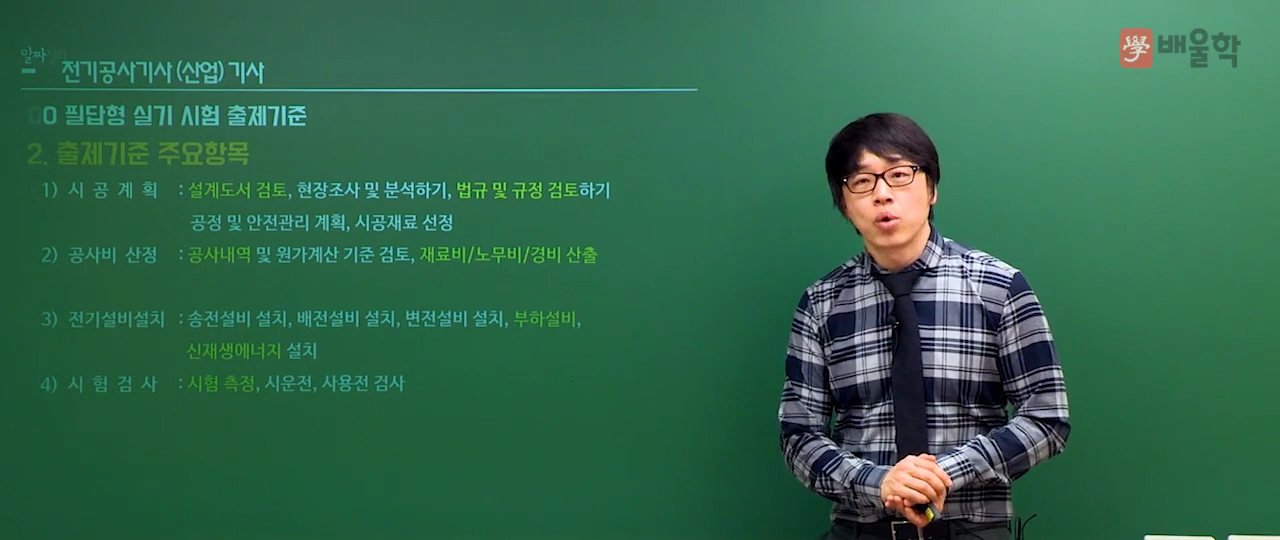 알짜
學 배울학
전기공사기사(산업)기사
00 필답형 실기 시험 출제기준
2. 출제기준 주요항목
1) 시 공 계 획 : 설계도서 검토, 현장조사 및 분석하기, 법규 및 규정 검토하기
공정 및 안전관리 계획, 시공재료 선정
2) 공사비 산정 : 공사내역 및 원가계산 기준 검토, 재료비/노무비/경비 산출
3) 전기설비설치 : 송전설비 설치, 배전설비 설치, 변전설비 설치, 부하설비,
신재생에너지 설치
4) 시 험 검 사 : 시험 측정, 시운전, 사용전 검사